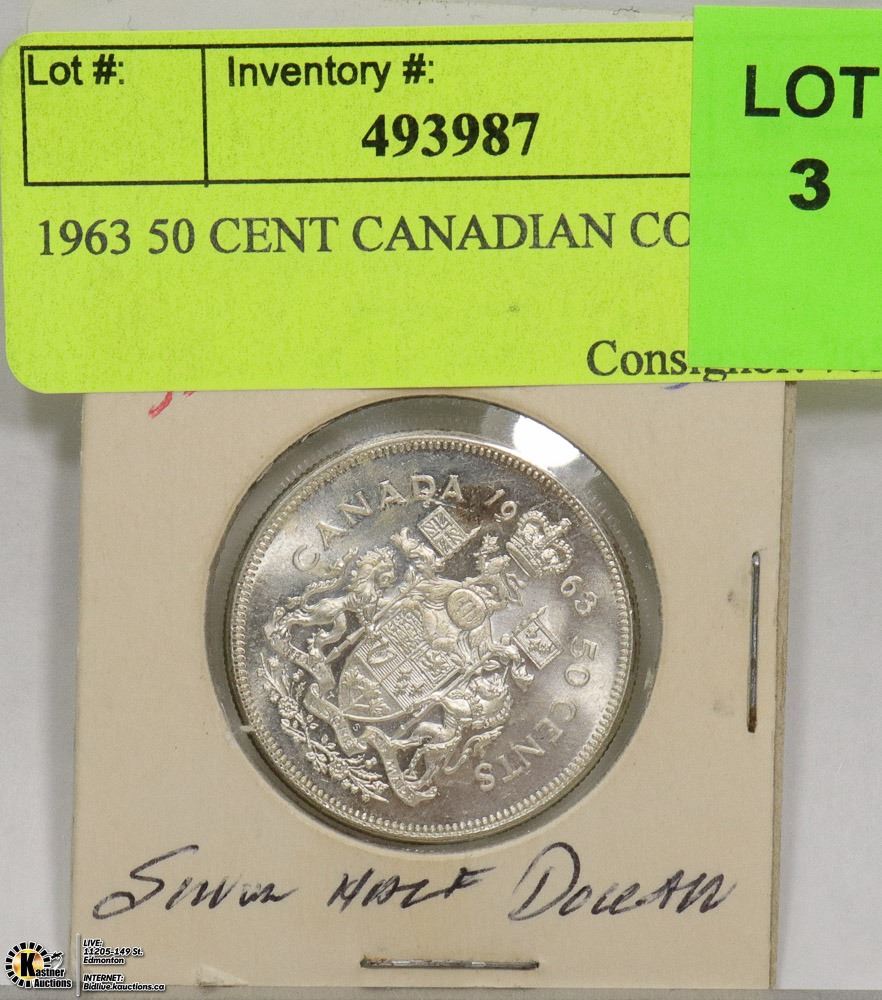 Lot #: Inventory #:
493987
LOT
3
1963 50 CENT CANADIAN CO
CANADA 1963 50 CENTS
Silver Half Dollar
LIVE:
11205-149 St.
Edmonton
INTERNET:
Bidlive.kauctions.ca
Kastner
Auctions